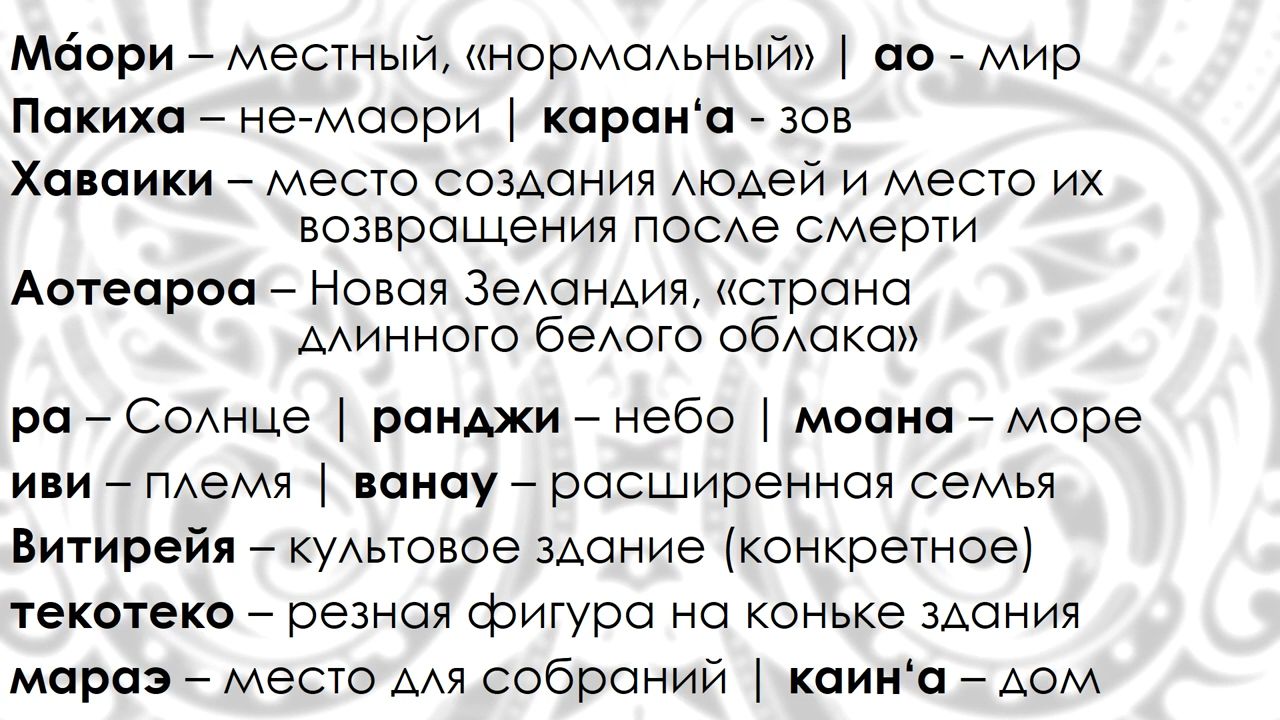 Ма́ори – местный, «нормальный» | ао - мир
Пакиха – не-маори | каран‘а - зов
Хаваики – место создания людей и место их
возвращения после смерти
Аотеароа – Новая Зеландия, «страна
длинного белого облака»
ра – Солнце | ранджи – небо | моана – море
иви – племя | ванау – расширенная семья
Витирейя – культовое здание (конкретное)
текотеко – резная фигура на коньке здания
мараэ – место для собраний | каин‘а – дом